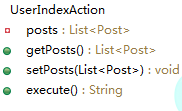 UserIndexAction
posts : List<Post>
getPosts() : List<Post>
setPosts(List<Post>) : void
execute() : String